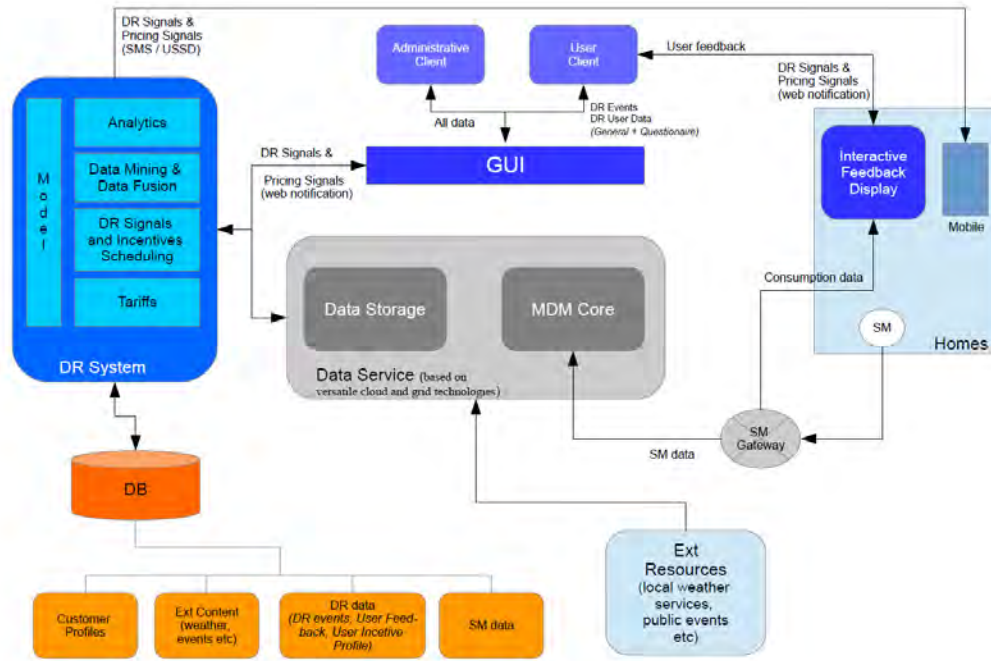 DR Signals &
Pricing Signals
(SMS / USSD)
Administrative
Client
User
Client
User feedback
DR Signals &
Pricing Signals
(web notification)
Model
Analytics
Data Mining &
Data Fusion
DR Signals
and Incentives
Scheduling
Tariffs
DR System
All data
DR Events
DR User Data
(General + Questionaire)
DR Signals &
Pricing Signals
(web notification)
GUI
Interactive
Feedback
Display
Mobile
Consumption data
SM
Homes
Data Storage
MDM Core
Data Service (based on
versatile cloud and grid technologies)
SM data
SM
Gateway
DB
Ext
Resources
(local weather
services,
public events
etc)
Customer
Profiles
Ext Content
(weather,
events etc)
DR data
(DR events, User Feed-
back, User Incetive
Profile)
SM data